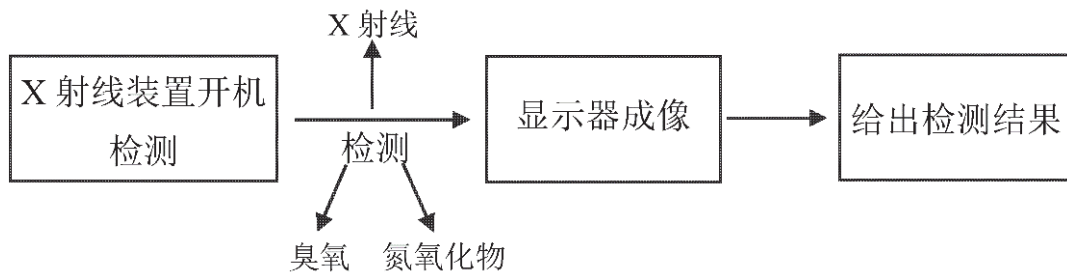 X 射线
X 射线装置开机
检测
检测
显示器成像
给出检测结果
臭氧 氮氧化物